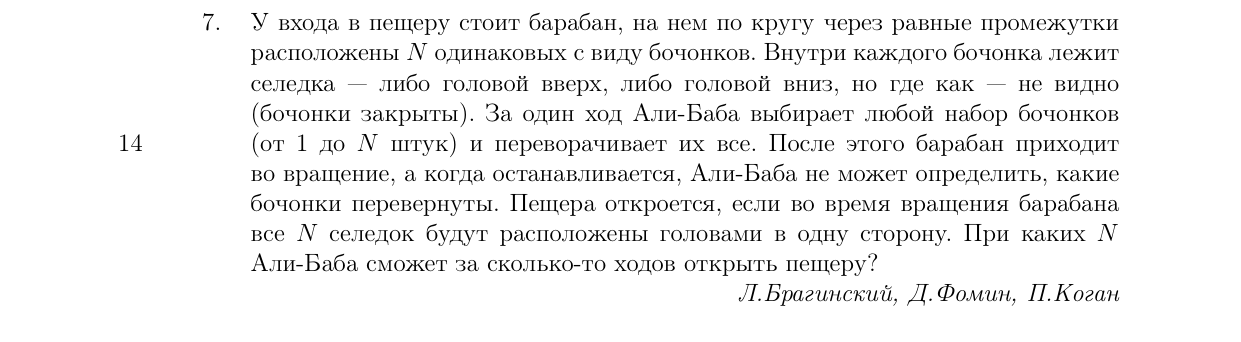 7. У входа в пещеру стоит барабан, на нем по кругу через равные промежутки
расположены N одинаковых с виду бочонков. Внутри каждого бочонка лежит
селедка — либо головой вверх, либо головой вниз, но где как — не видно
(бочонки закрыты). За один ход Али-Баба выбирает любой набор бочонков
14 (от 1 до N штук) и переворачивает их все. После этого барабан приходит
во вращение, а когда останавливается, Али-Баба не может определить, какие
бочонки перевернуты. Пещера откроется, если во время вращения барабана
все N селедок будут расположены головами в одну сторону. При каких N
Али-Баба сможет за сколько-то ходов открыть пещеру?
Л.Брагинский, Д.Фомин, П.Коган